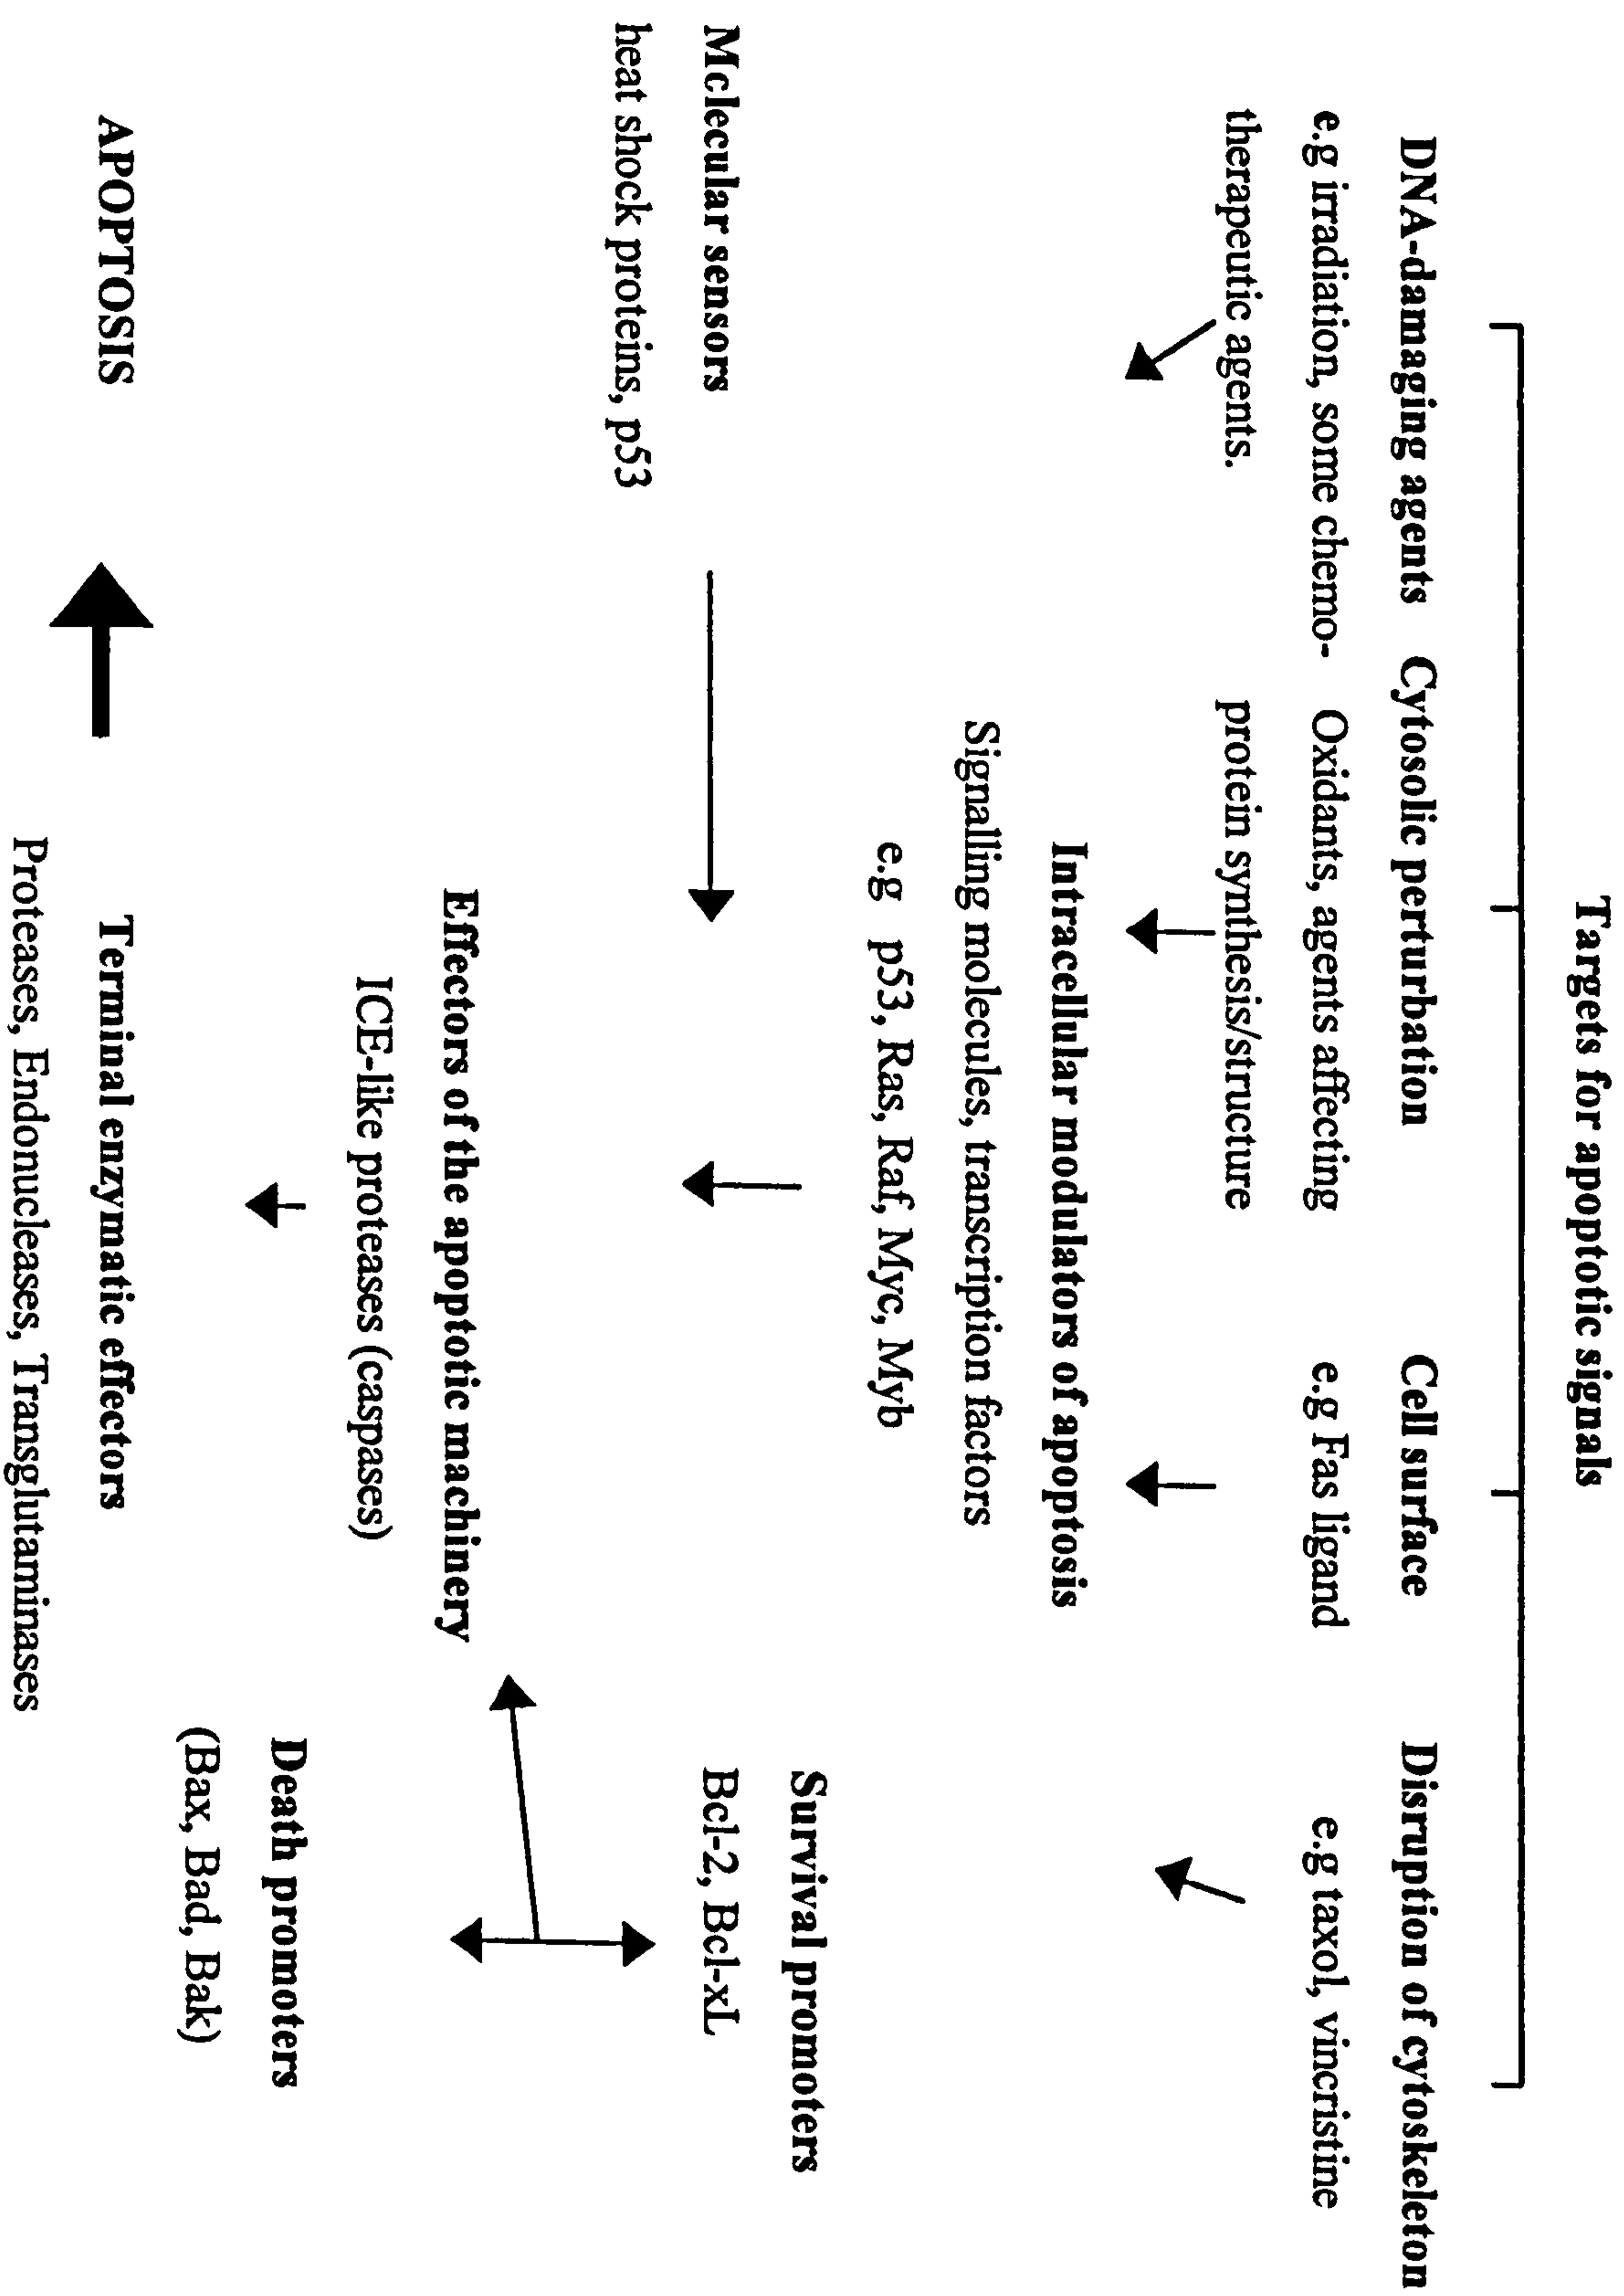 Targets for apoptotic signals
DNA-damaging agents
e.g irradiation, some chemo-
therapeutic agents.
Cytosolic perturbation
Oxidants, agents affecting
protein synthesis/structure
Cell surface
e.g Fas ligand
Disruption of cytoskeleton
e.g taxol, vincristine
Intracellular modulators of apoptosis
Signalling molecules, transcription factors
e.g p53, Ras, Raf, Myc, Myb
Mclecular sensors
heat shock proteins, p53
Survival promoters
Bcl-2, Bcl-xL
Effectors of the apoptotic machinery
ICE-like proteases (caspases)
Death promoters
(Bax, Bad, Bak)
APOPTOSIS
Terminal enzymatic effectors
Proteases, Endonucleases, Transglutaminases